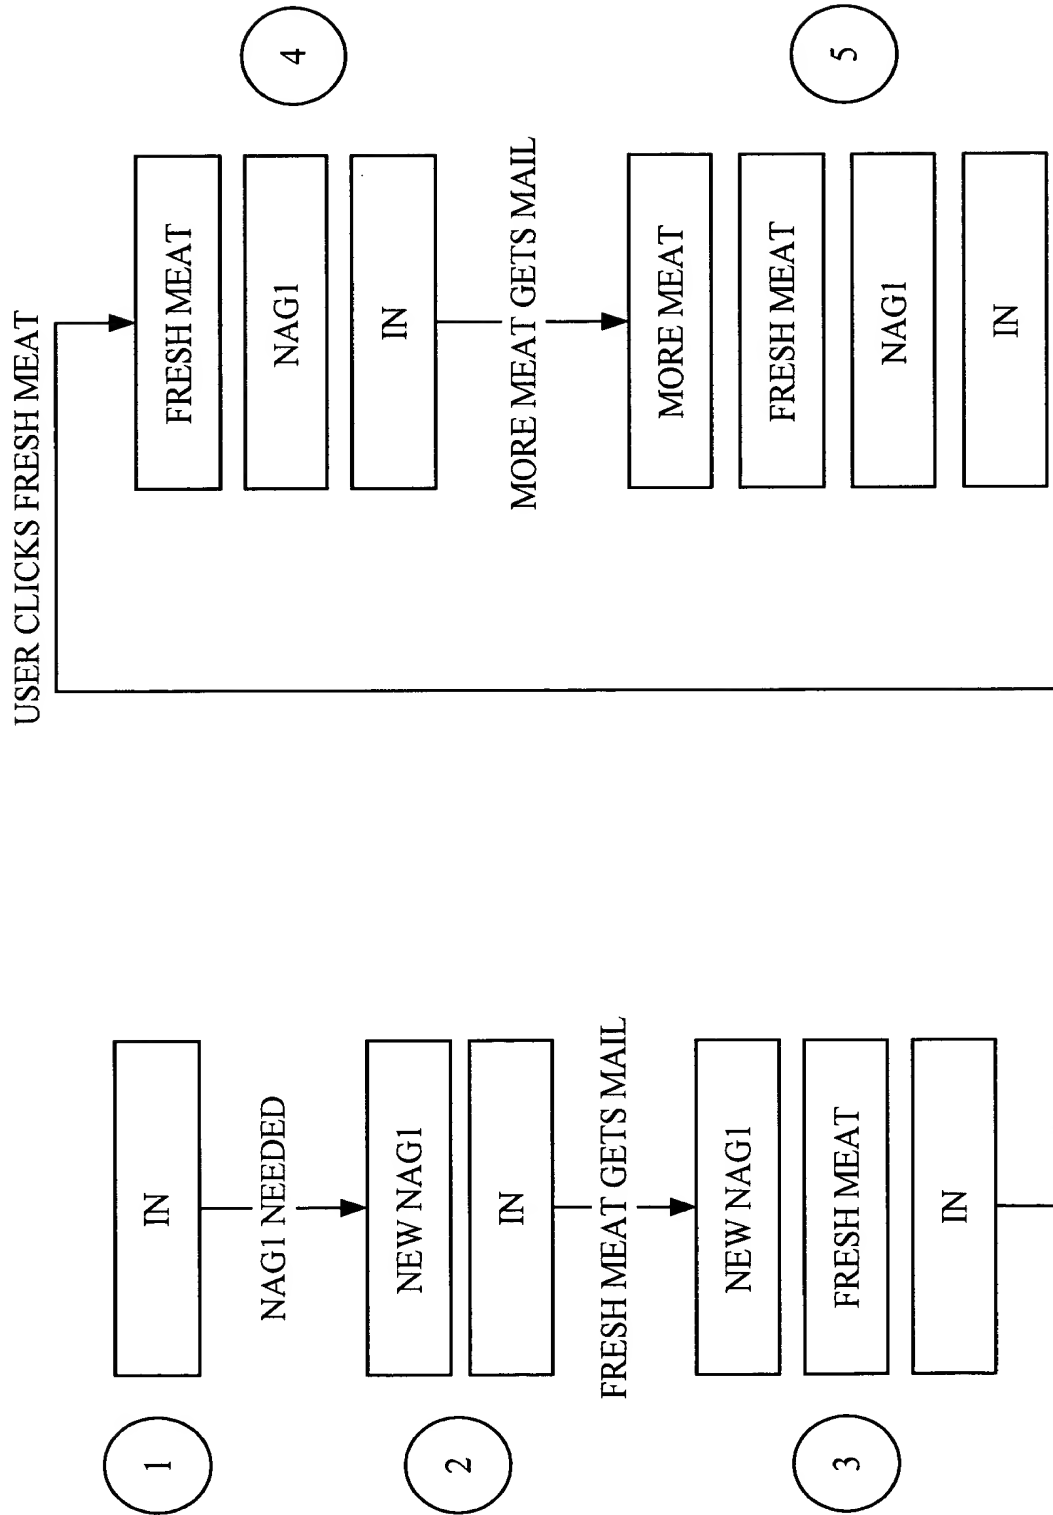 1
IN
NAG1 NEEDED
2
NEW NAG1
IN
FRESH MEAT GETS MAIL
3
NEW NAG1
FRESH MEAT
IN
USER CLICKS FRESH MEAT
4
FRESH MEAT
NAG1
IN
MORE MEAT GETS MAIL
5
MORE MEAT
FRESH MEAT
NAG1
IN